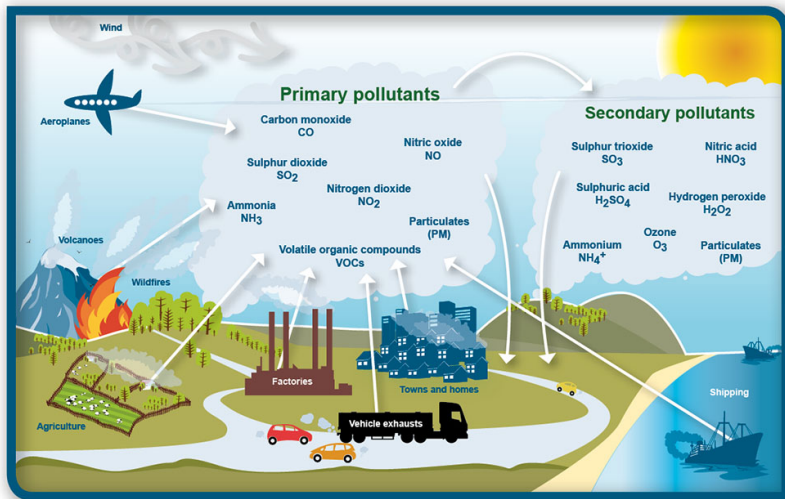 Wind
Aeroplanes
Primary pollutants
Carbon monoxide
CO
Nitric oxide
NO
Sulphur dioxide
SO₂
Nitrogen dioxide
NO₂
Ammonia
NH₃
Particulates
(PM)
Volatile organic compounds
VOCs
Secondary pollutants
Sulphur trioxide
SO₃
Nitric acid
HNO₃
Sulphuric acid
H₂SO₄
Hydrogen peroxide
H₂O₂
Ozone
O₃
Ammonium
NH₄⁺
Particulates
(PM)
Volcanoes
Wildfires
Agriculture
Factories
Towns and homes
Vehicle exhausts
Shipping